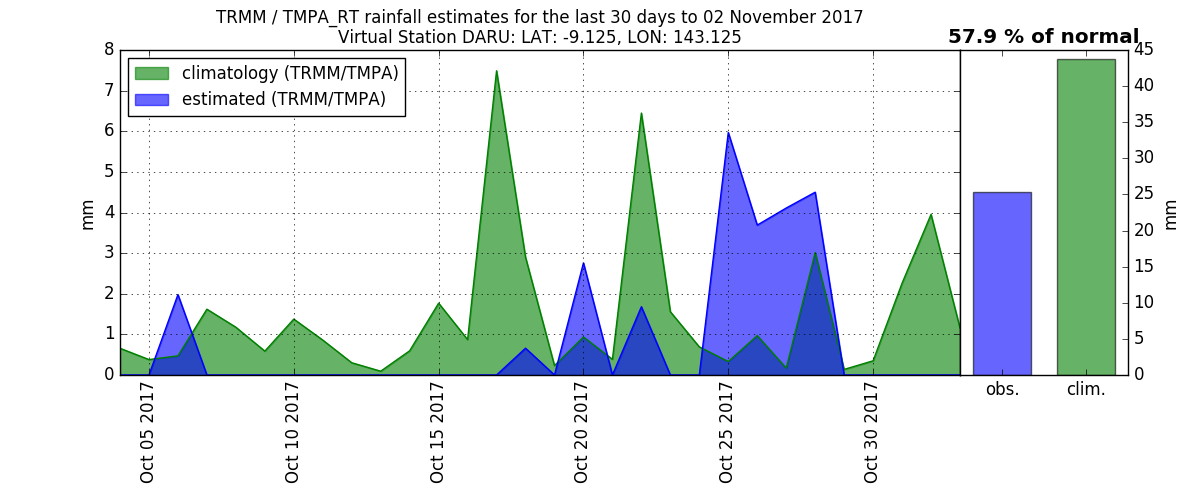 TRMM / TMPA_RT rainfall estimates for the last 30 days to 02 November 2017
Virtual Station DARU: LAT: -9.125, LON: 143.125
57.9 % of normal
climatology (TRMM/TMPA)
estimated (TRMM/TMPA)
8
7
6
5
4
3
2
1
0
mm
Oct 05 2017
Oct 10 2017
Oct 15 2017
Oct 20 2017
Oct 25 2017
Oct 30 2017
45
40
35
30
25
20
15
10
5
0
mm
obs.
clim.